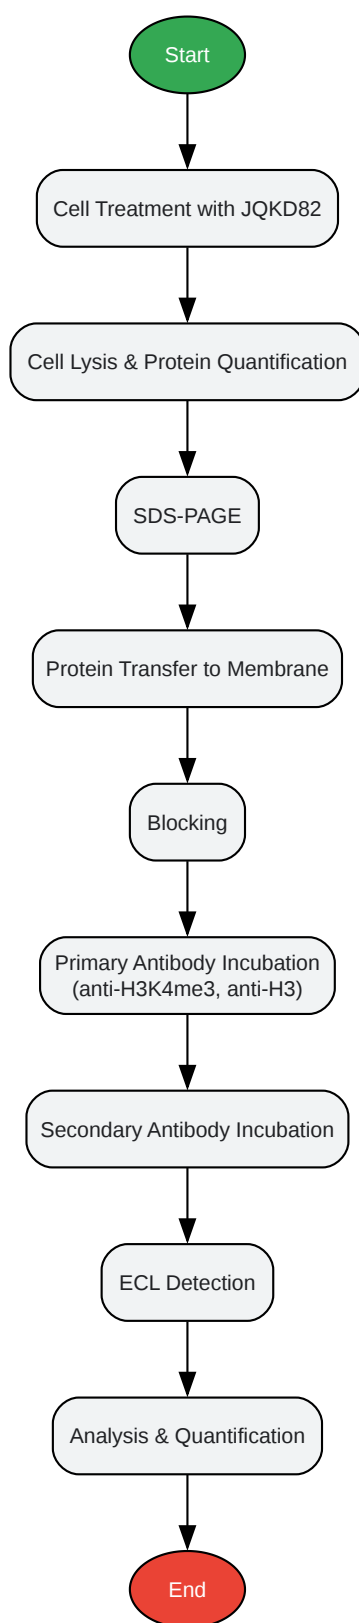 Start
Cell Treatment with JQKD82
Cell Lysis & Protein Quantification
SDS-PAGE
Protein Transfer to Membrane
Blocking
Primary Antibody Incubation
(anti-H3K4me3, anti-H3)
Secondary Antibody Incubation
ECL Detection
Analysis & Quantification
End